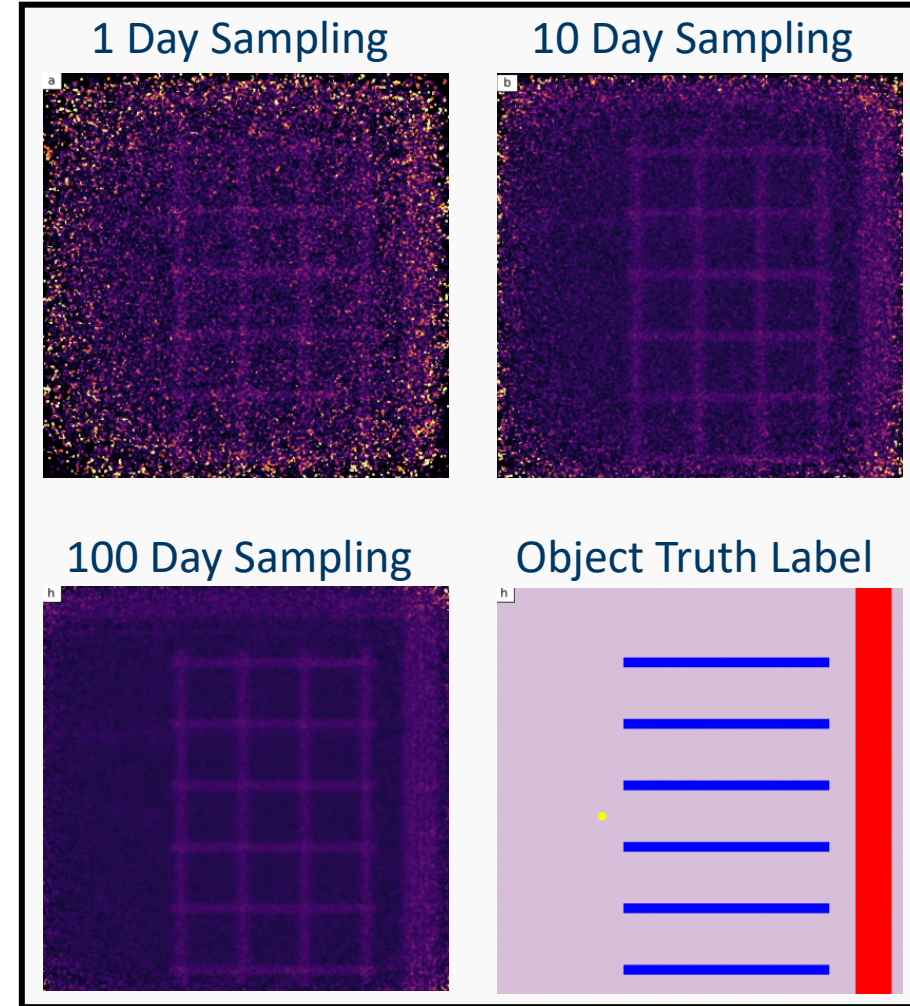 1 Day Sampling
10 Day Sampling
a
b
100 Day Sampling
Object Truth Label
h
h